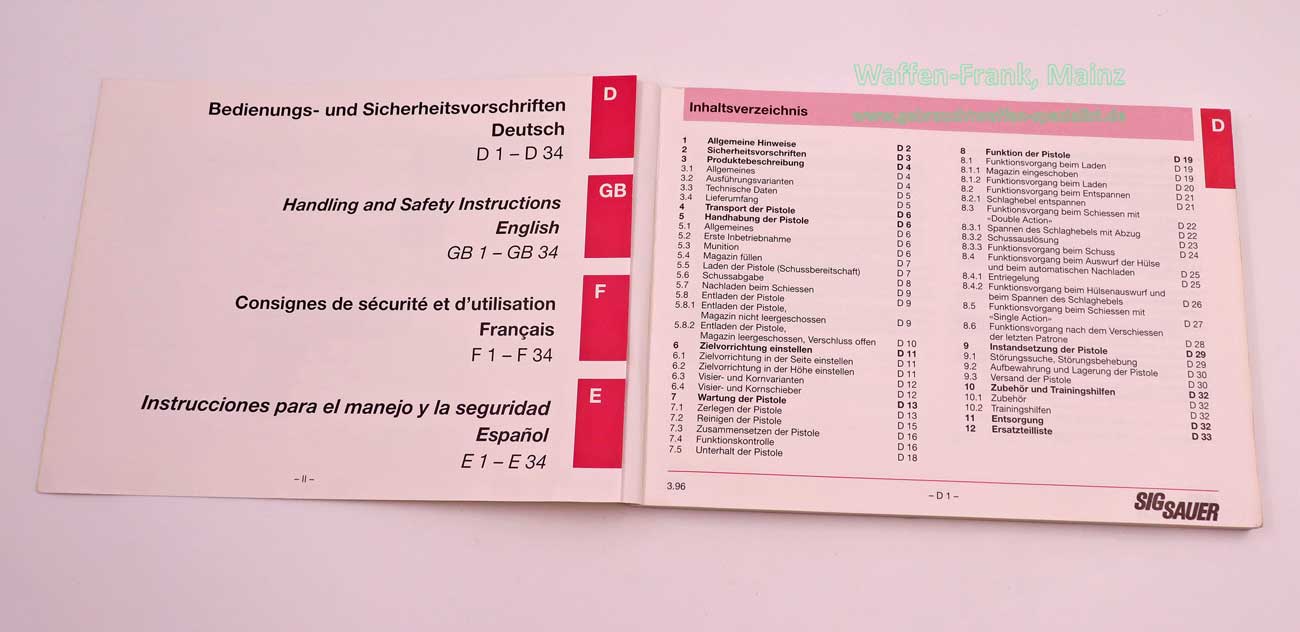 Waffen-Frank, Mainz
www.gebrauchtwaffen-spezialist.de
Bedienungs- und Sicherheitsvorschriften
Deutsch
D 1 – D 34
D
Handling and Safety Instructions
English
GB 1 – GB 34
GB
Consignes de sécurité et d’utilisation
Français
F 1 – F 34
F
Instrucciones para el manejo y la seguridad
Español
E 1 – E 34
E
– II –
Inhaltsverzeichnis
D
1 Allgemeine Hinweise D 2
2 Sicherheitsvorschriften D 3
3 Produktebeschreibung D 4
3.1 Allgemeines D 4
3.2 Ausführungsvarianten D 4
3.3 Technische Daten D 5
3.4 Lieferumfang D 5
4 Transport der Pistole D 6
5 Handhabung der Pistole D 6
5.1 Allgemeines D 6
5.2 Erste Inbetriebnahme D 6
5.3 Munition D 6
5.4 Magazin füllen D 7
5.5 Laden der Pistole (Schussbereitschaft) D 7
5.6 Schussabgabe D 8
5.7 Nachladen beim Schiessen D 9
5.8 Entladen der Pistole D 9
5.8.1 Entladen der Pistole,
Magazin nicht leergeschossen D 9
5.8.2 Entladen der Pistole,
Magazin leergeschossen, Verschluss offen D 10
6 Zielvorrichtung einstellen D 11
6.1 Zielvorrichtung in der Seite einstellen D 11
6.2 Zielvorrichtung in der Höhe einstellen D 11
6.3 Visier- und Kornvarianten D 12
6.4 Visier- und Kornschieber D 12
7 Wartung der Pistole D 13
7.1 Zerlegen der Pistole D 13
7.2 Reinigen der Pistole D 15
7.3 Zusammensetzen der Pistole D 16
7.4 Funktionskontrolle D 16
7.5 Unterhalt der Pistole D 18
8 Funktion der Pistole D 19
8.1 Funktionsvorgang beim Laden D 19
8.1.1 Magazin eingeschoben D 19
8.1.2 Funktionsvorgang beim Laden D 20
8.2 Funktionsvorgang beim Entspannen D 21
8.2.1 Schlaghebel entspannen D 21
8.3 Funktionsvorgang beim Schiessen mit
«Double Action» D 22
8.3.1 Spannen des Schlaghebels mit Abzug D 22
8.3.2 Schussauslösung D 23
8.3.3 Funktionsvorgang beim Schuss D 24
8.4 Funktionsvorgang beim Auswurf der Hülse
und beim automatischen Nachladen D 25
8.4.1 Entriegelung D 25
8.4.2 Funktionsvorgang beim Hülsenauswurf und
beim Spannen des Schlaghebels D 26
8.5 Funktionsvorgang beim Schiessen mit
«Single Action» D 27
8.6 Funktionsvorgang nach dem Verschiessen
der letzten Patrone D 28
9 Instandsetzung der Pistole D 29
9.1 Störungssuche, Störungsbehebung D 29
9.2 Aufbewahrung und Lagerung der Pistole D 30
9.3 Versand der Pistole D 30
10 Zubehör und Trainingshilfen D 32
10.1 Zubehör D 32
10.2 Trainingshilfen D 32
11 Entsorgung D 32
12 Ersatzteilliste D 33
3.96
– D 1 –
SIG SAUER